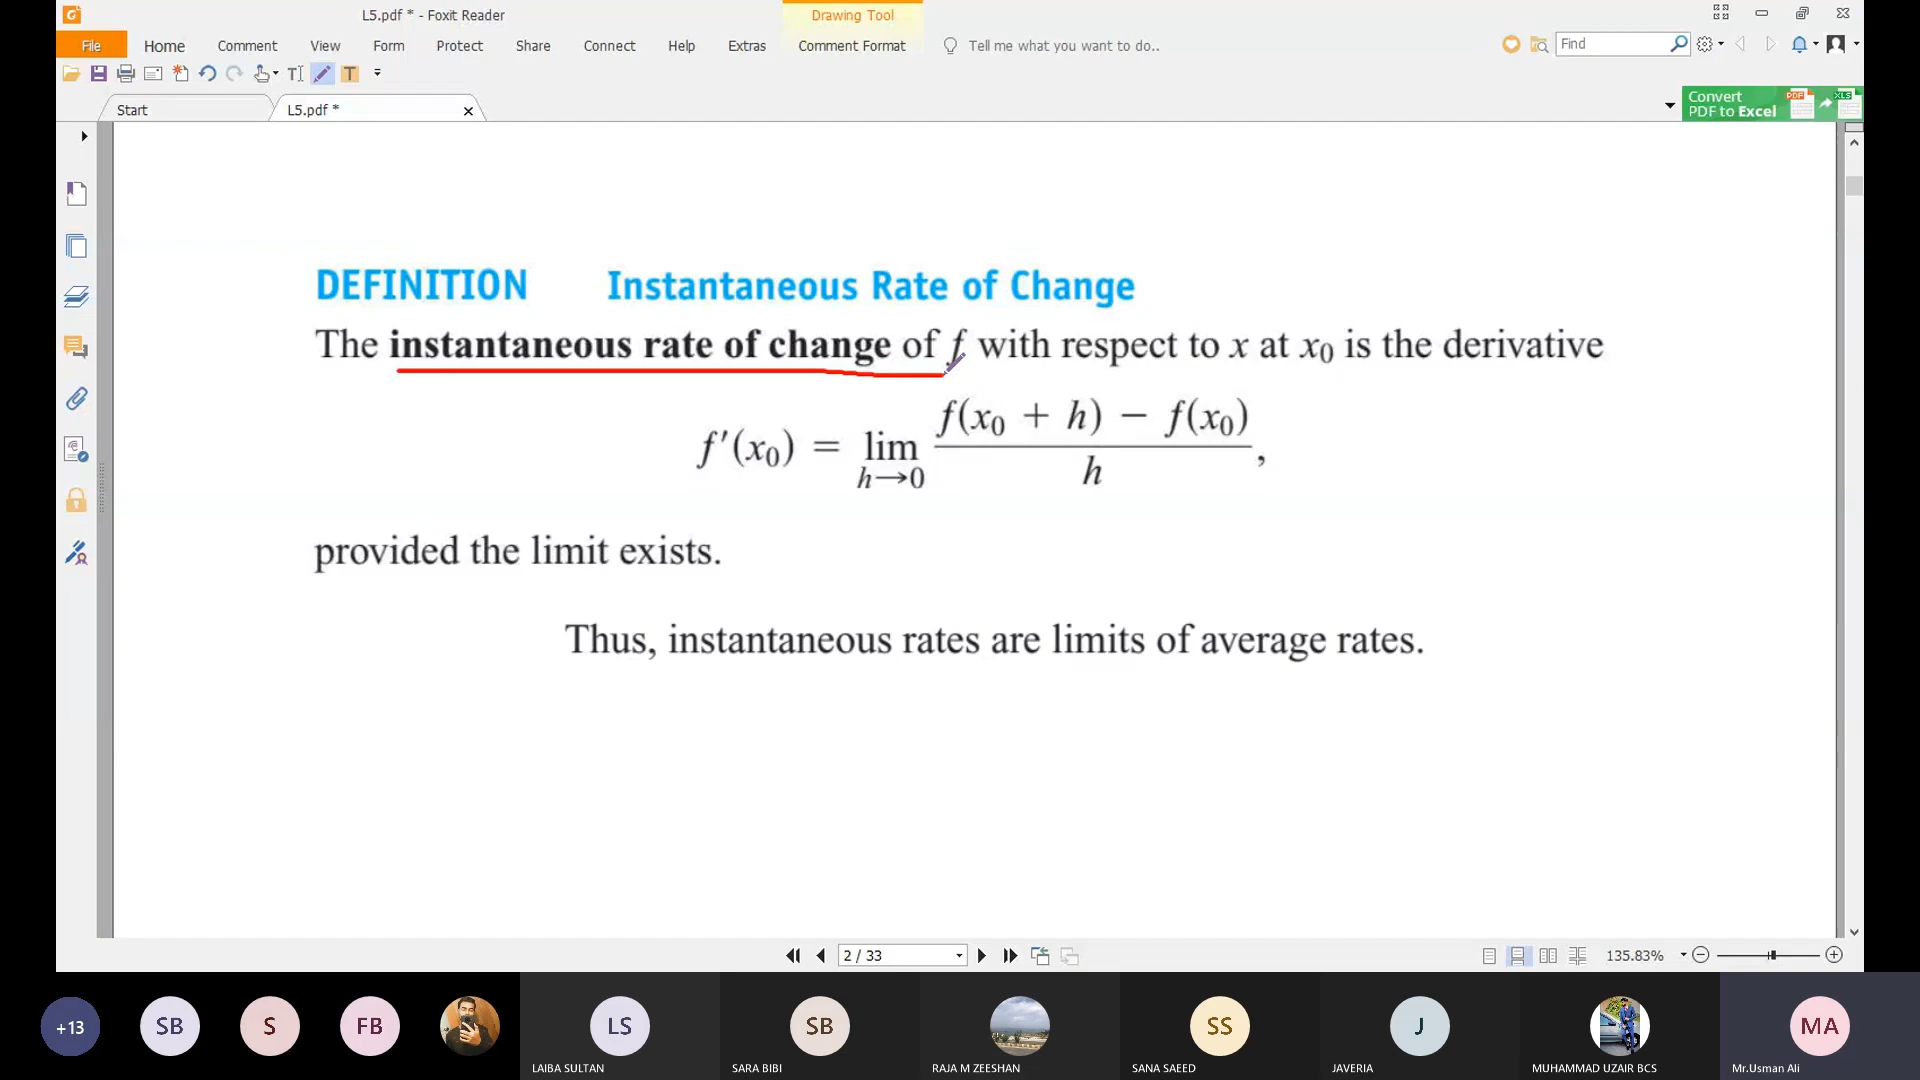 L5.pdf * - Foxit Reader
Drawing Tool
File Home Comment View Form Protect Share Connect Help Extras Comment Format Tell me what you want to do..
Find
Start
L5.pdf *
Convert
PDF to Excel
PDF
XLS
DEFINITION Instantaneous Rate of Change
The instantaneous rate of change of f with respect to x at x₀ is the derivative
f′(x₀) = lim h→0 f(x₀ + h) − f(x₀) / h ,
provided the limit exists.
Thus, instantaneous rates are limits of average rates.
2 / 33
135.83%
+13
SB
S
FB
LS
SB
SS
J
MA
LAIBA SULTAN
SARA BIBI
RAJA M ZEESHAN
SANA SAEED
JAVERIA
MUHAMMAD UZAIR BCS
Mr.Usman Ali